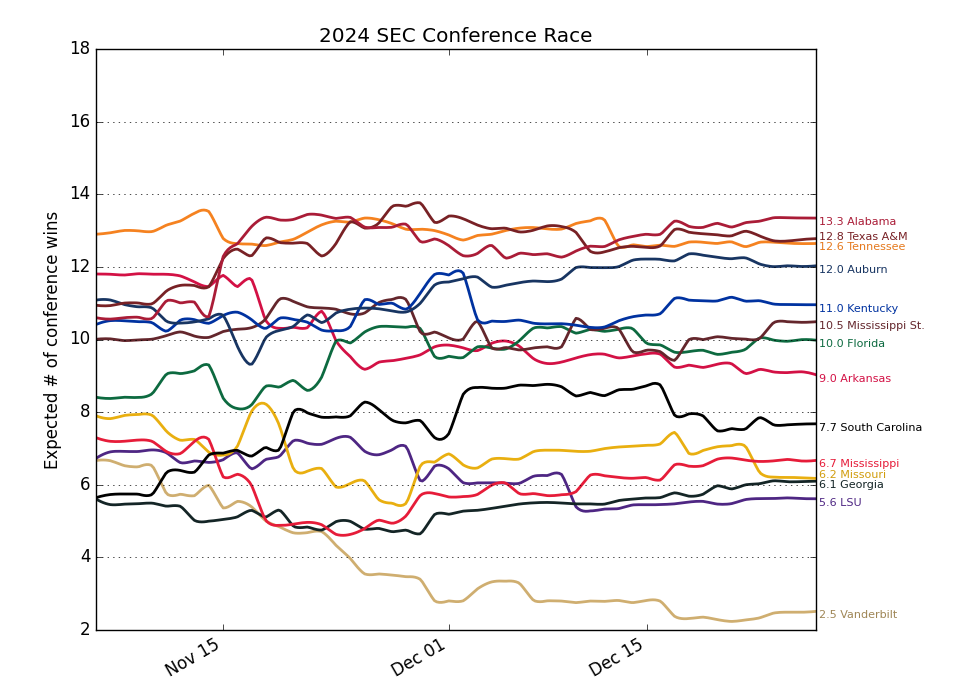 2024 SEC Conference Race
Expected # of conference wins
18
16
14
12
10
8
6
4
2
Nov 15
Dec 01
Dec 15
13.3 Alabama
12.8 Texas A&M
12.6 Tennessee
12.0 Auburn
11.0 Kentucky
10.5 Mississippi St.
10.0 Florida
9.0 Arkansas
7.7 South Carolina
6.7 Mississippi
6.2 Missouri
6.1 Georgia
5.6 LSU
2.5 Vanderbilt